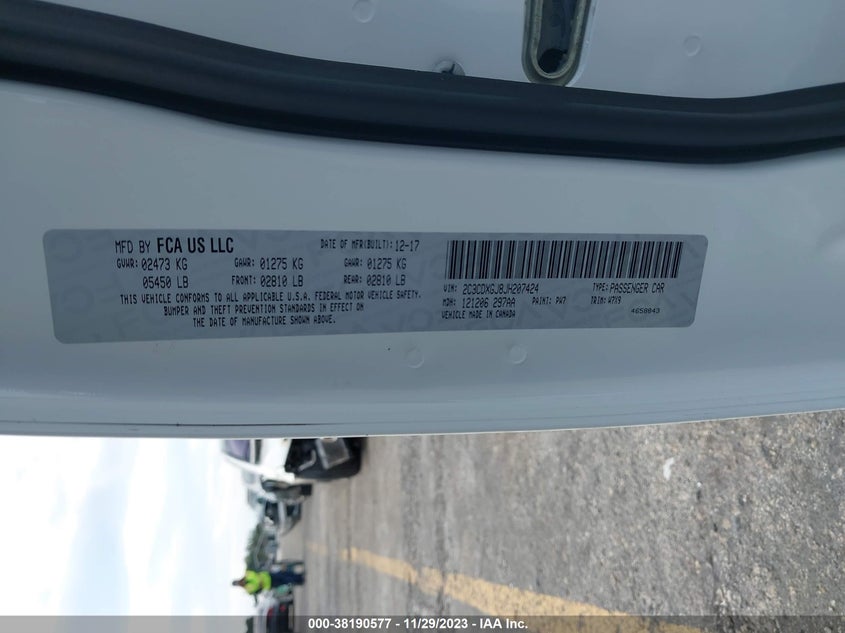 MFD BY FCA US LLC DATE OF MFR(BUILT): 12-17
GVWR: 02473 KG GAWR: 01275 KG GAWR: 01275 KG
05450 LB FRONT: 02810 LB REAR: 02810 LB
THIS VEHICLE CONFORMS TO ALL APPLICABLE U.S.A. FEDERAL MOTOR VEHICLE SAFETY,
BUMPER AND THEFT PREVENTION STANDARDS IN EFFECT ON
THE DATE OF MANUFACTURE SHOWN ABOVE.
VIN: 2C3CDXGJ8JH207424 TYPE: PASSENGER CAR
MDH: 121206 297AA PAINT: PW7 TRIM: W7X9
VEHICLE MADE IN CANADA 4658843
000-38190577 - 11/29/2023 - IAA Inc.